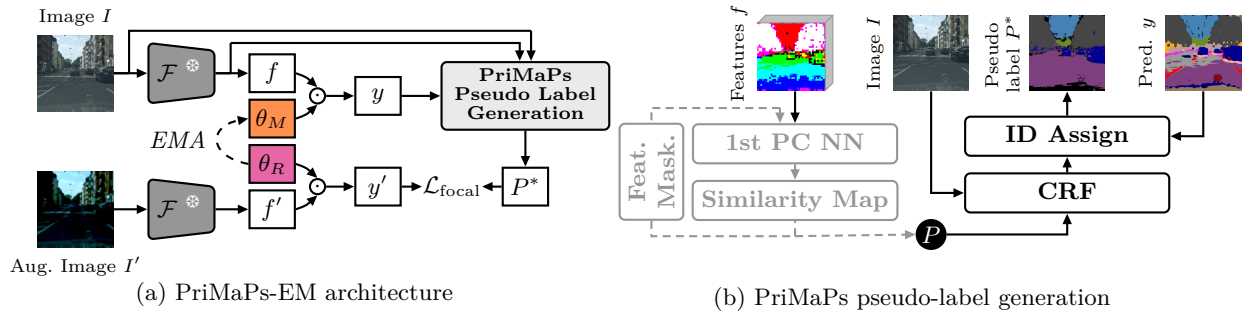 Image I
F
f
θ_M
EMA
θ_R
f′
y
y′
PriMaPs
Pseudo Label
Generation
L_focal
P*
F
Aug. Image I′
(a) PriMaPs-EM architecture
Features f
Image I
Pseudo
label P*
Pred. y
Feat.
Mask.
1st PC NN
Similarity Map
P
ID Assign
CRF
(b) PriMaPs pseudo-label generation